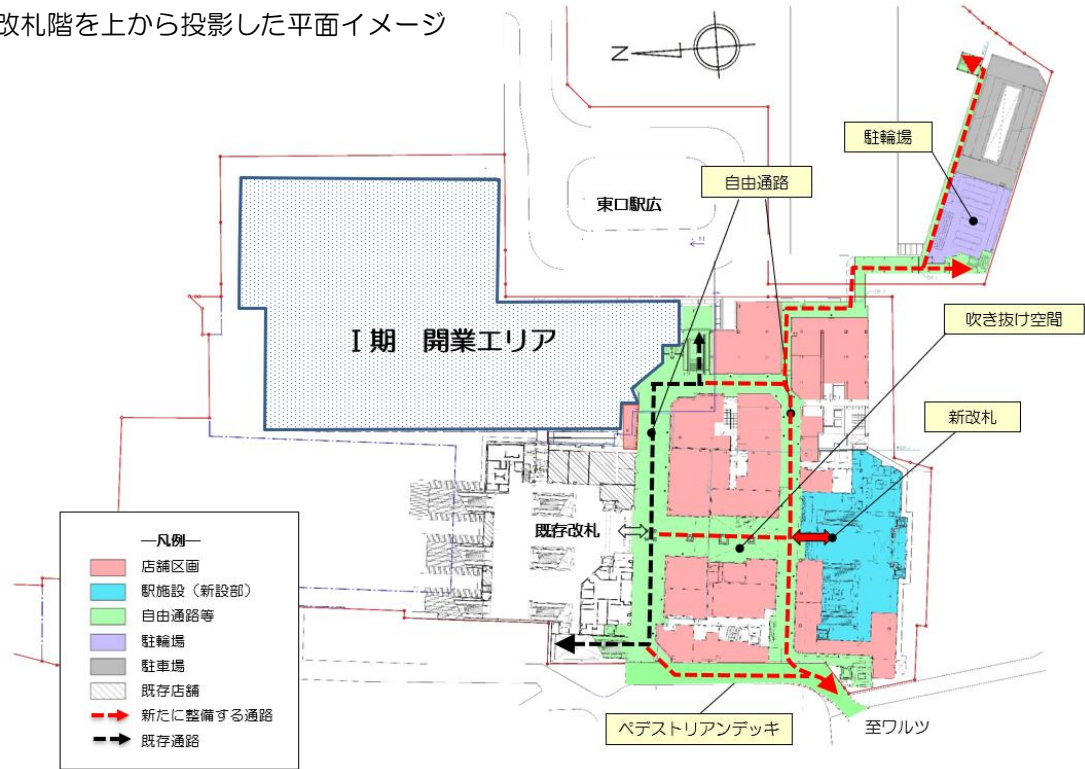 改札階を上から投影した平面イメージ
N
駐輪場
自由通路
東口駅広
吹き抜け空間
Ⅰ期 開業エリア
新改札
既存改札
―凡例―
店舗区画
駅施設（新設部）
自由通路等
駐輪場
駐車場
既存店舗
新たに整備する通路
既存通路
ペデストリアンデッキ
至ワルツ